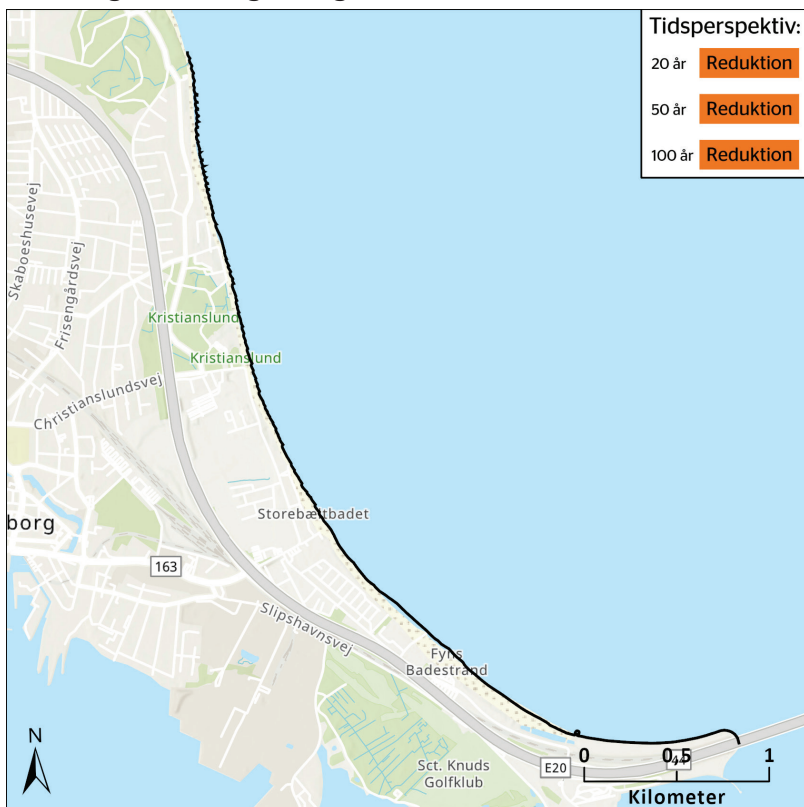 Tidsperspektiv:
20 år Reduktion
50 år Reduktion
100 år Reduktion
Skaboeshusevej
Frisengårdsvej
Kristianslund
Kristianslund
Christianslundsvej
Storebæltbadet
borg
163
Slipshavnsvej
Fyns
Badestrand
N
Sct. Knuds
Golfklub
E20
44
0 0,5 1
Kilometer